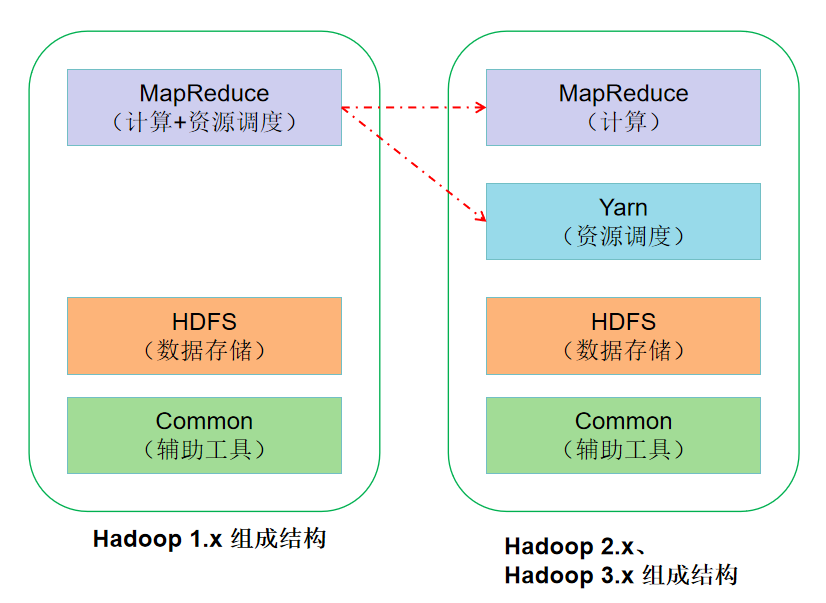 MapReduce
（计算+资源调度）
HDFS
（数据存储）
Common
（辅助工具）
Hadoop 1.x 组成结构
MapReduce
（计算）
Yarn
（资源调度）
HDFS
（数据存储）
Common
（辅助工具）
Hadoop 2.x、
Hadoop 3.x 组成结构